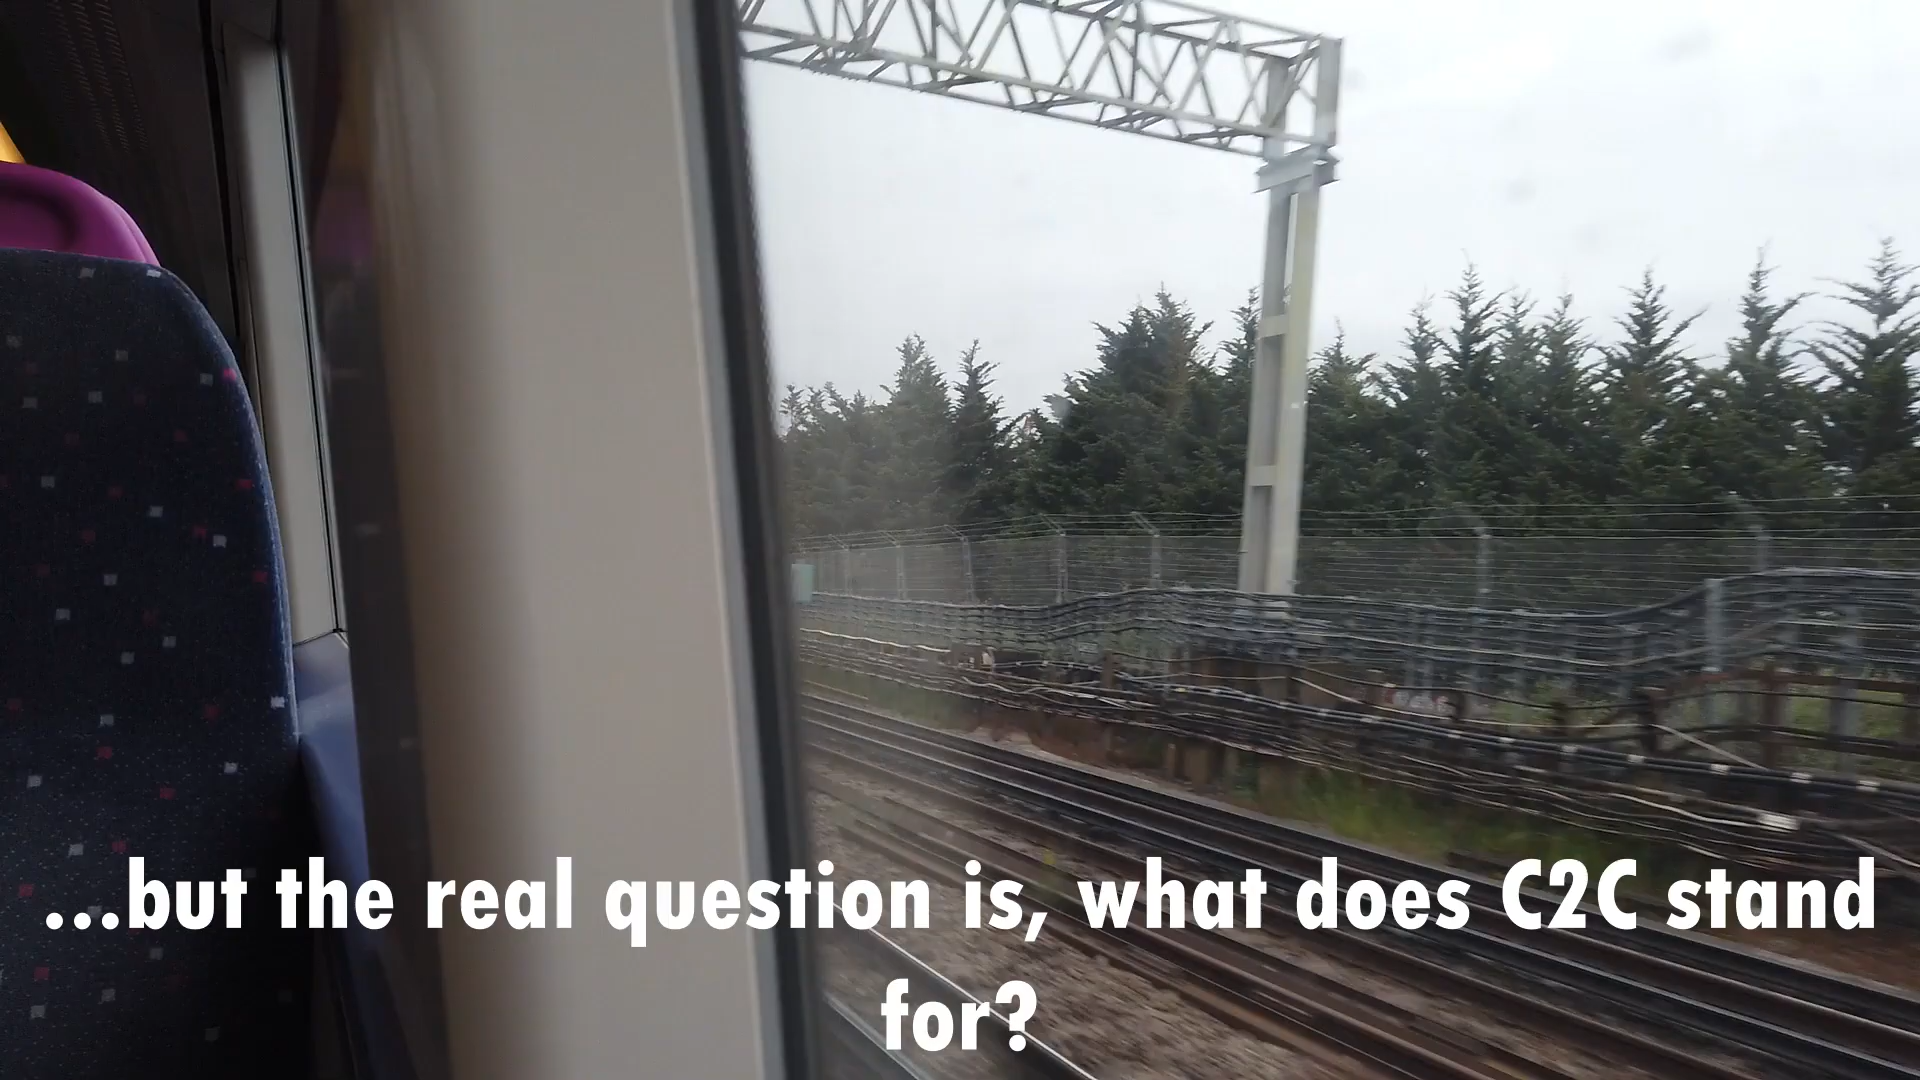 ...but the real question is, what does C2C stand
for?